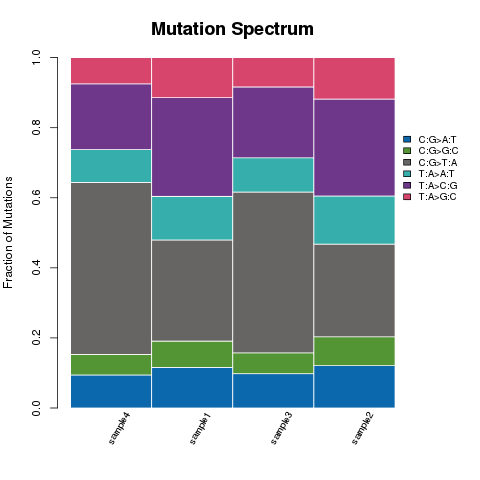 Mutation Spectrum
Fraction of Mutations
1.0
0.8
0.6
0.4
0.2
0.0
sample4
sample1
sample3
sample2
C:G>A:T
C:G>G:C
C:G>T:A
T:A>A:T
T:A>C:G
T:A>G:C